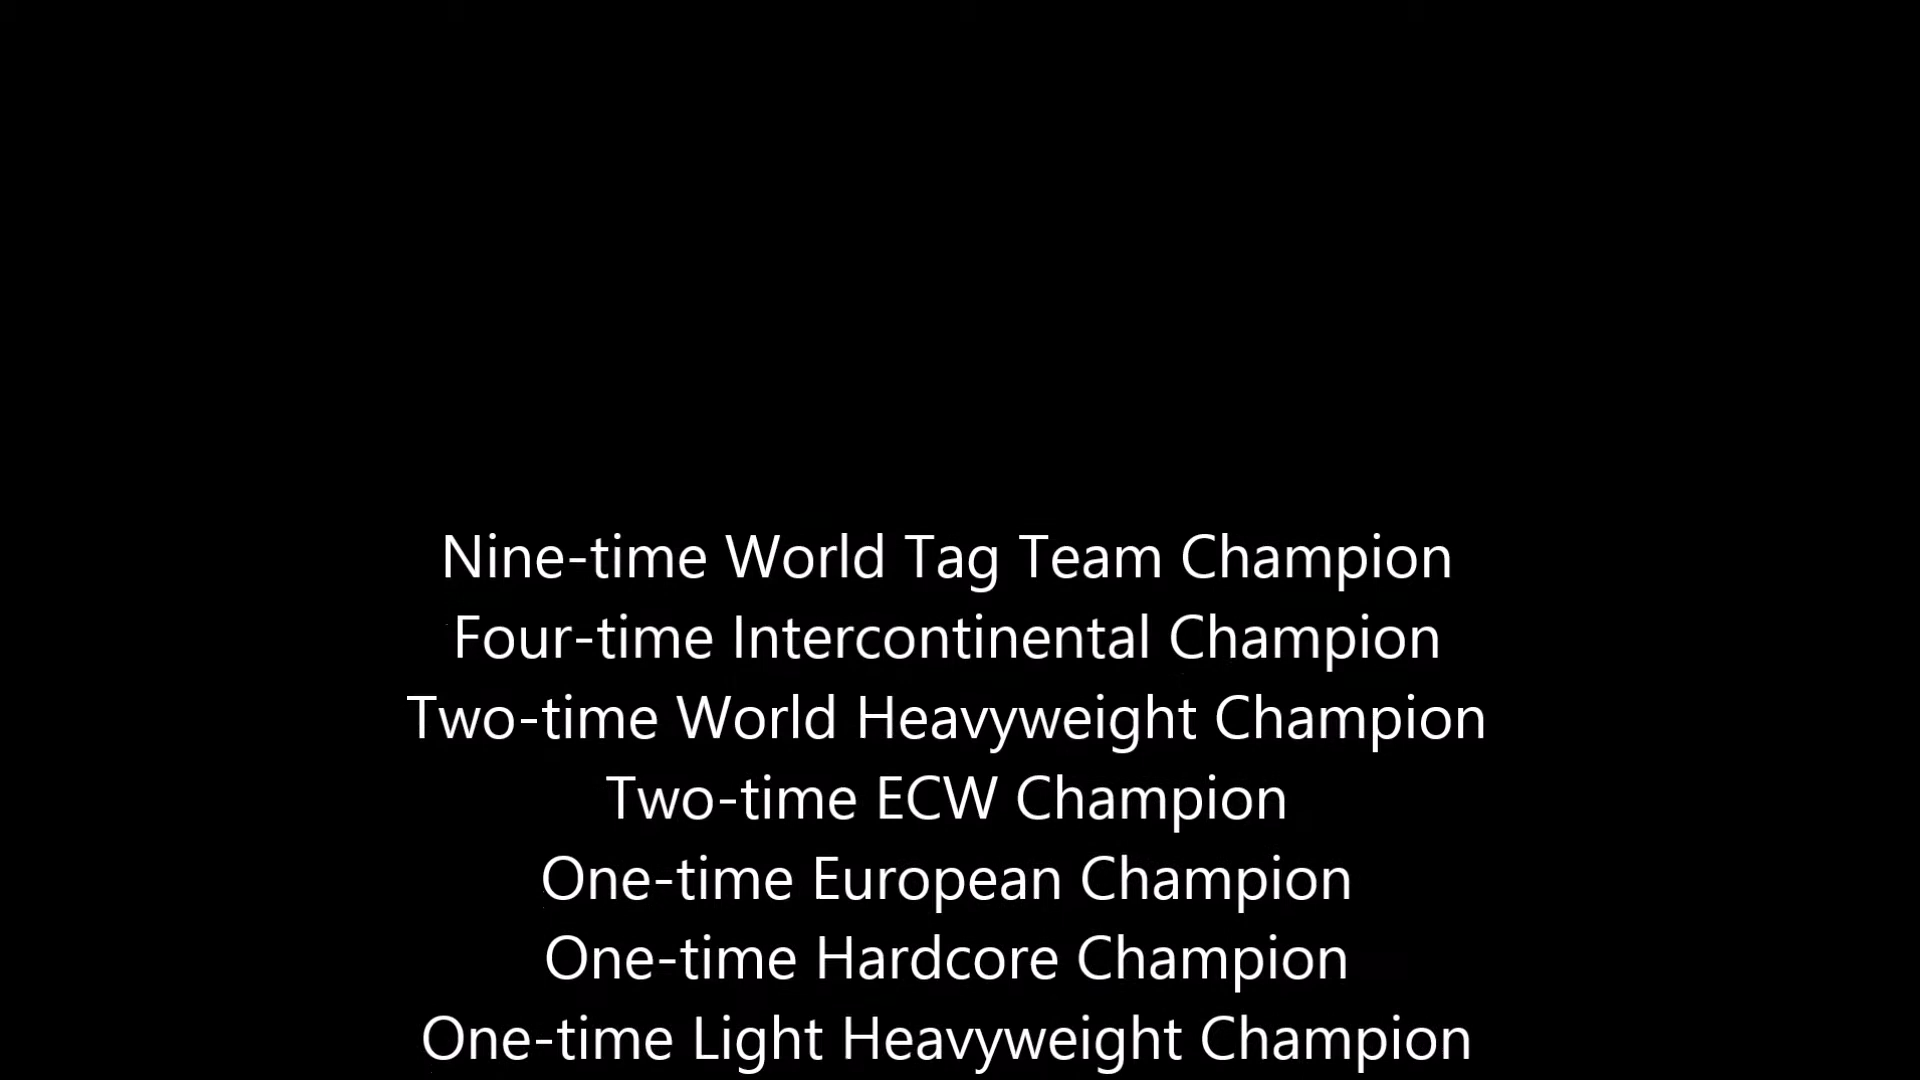 Nine-time World Tag Team Champion
Four-time Intercontinental Champion
Two-time World Heavyweight Champion
Two-time ECW Champion
One-time European Champion
One-time Hardcore Champion
One-time Light Heavyweight Champion